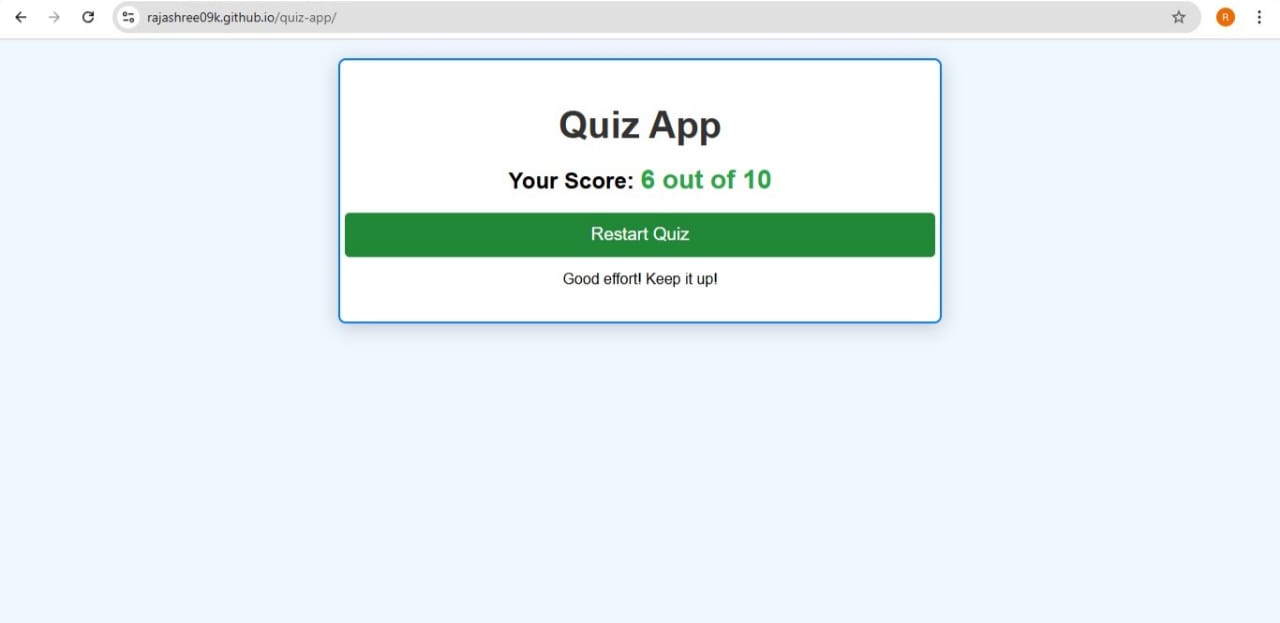 rajashree09k.github.io/quiz-app/
R
Quiz App
Your Score: 6 out of 10
Restart Quiz
Good effort! Keep it up!